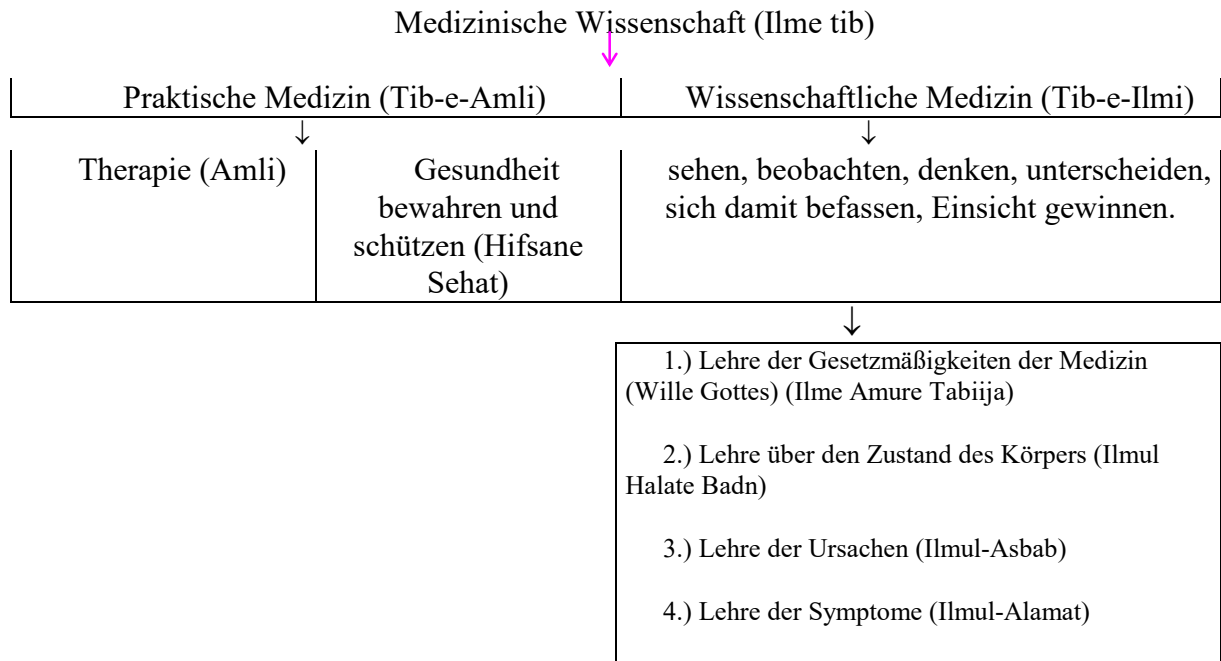 Medizinische Wissenschaft (Ilme tib)
↓
Praktische Medizin (Tib-e-Amli)
Wissenschaftliche Medizin (Tib-e-Ilmi)
↓
↓
Therapie (Amli)
Gesundheit
bewahren und
schützen (Hifsane
Sehat)
sehen, beobachten, denken, unterscheiden,
sich damit befassen, Einsicht gewinnen.
↓
1.) Lehre der Gesetzmäßigkeiten der Medizin
(Wille Gottes) (Ilme Amure Tabiija)
2.) Lehre über den Zustand des Körpers (Ilmul
Halate Badn)
3.) Lehre der Ursachen (Ilmul-Asbab)
4.) Lehre der Symptome (Ilmul-Alamat)